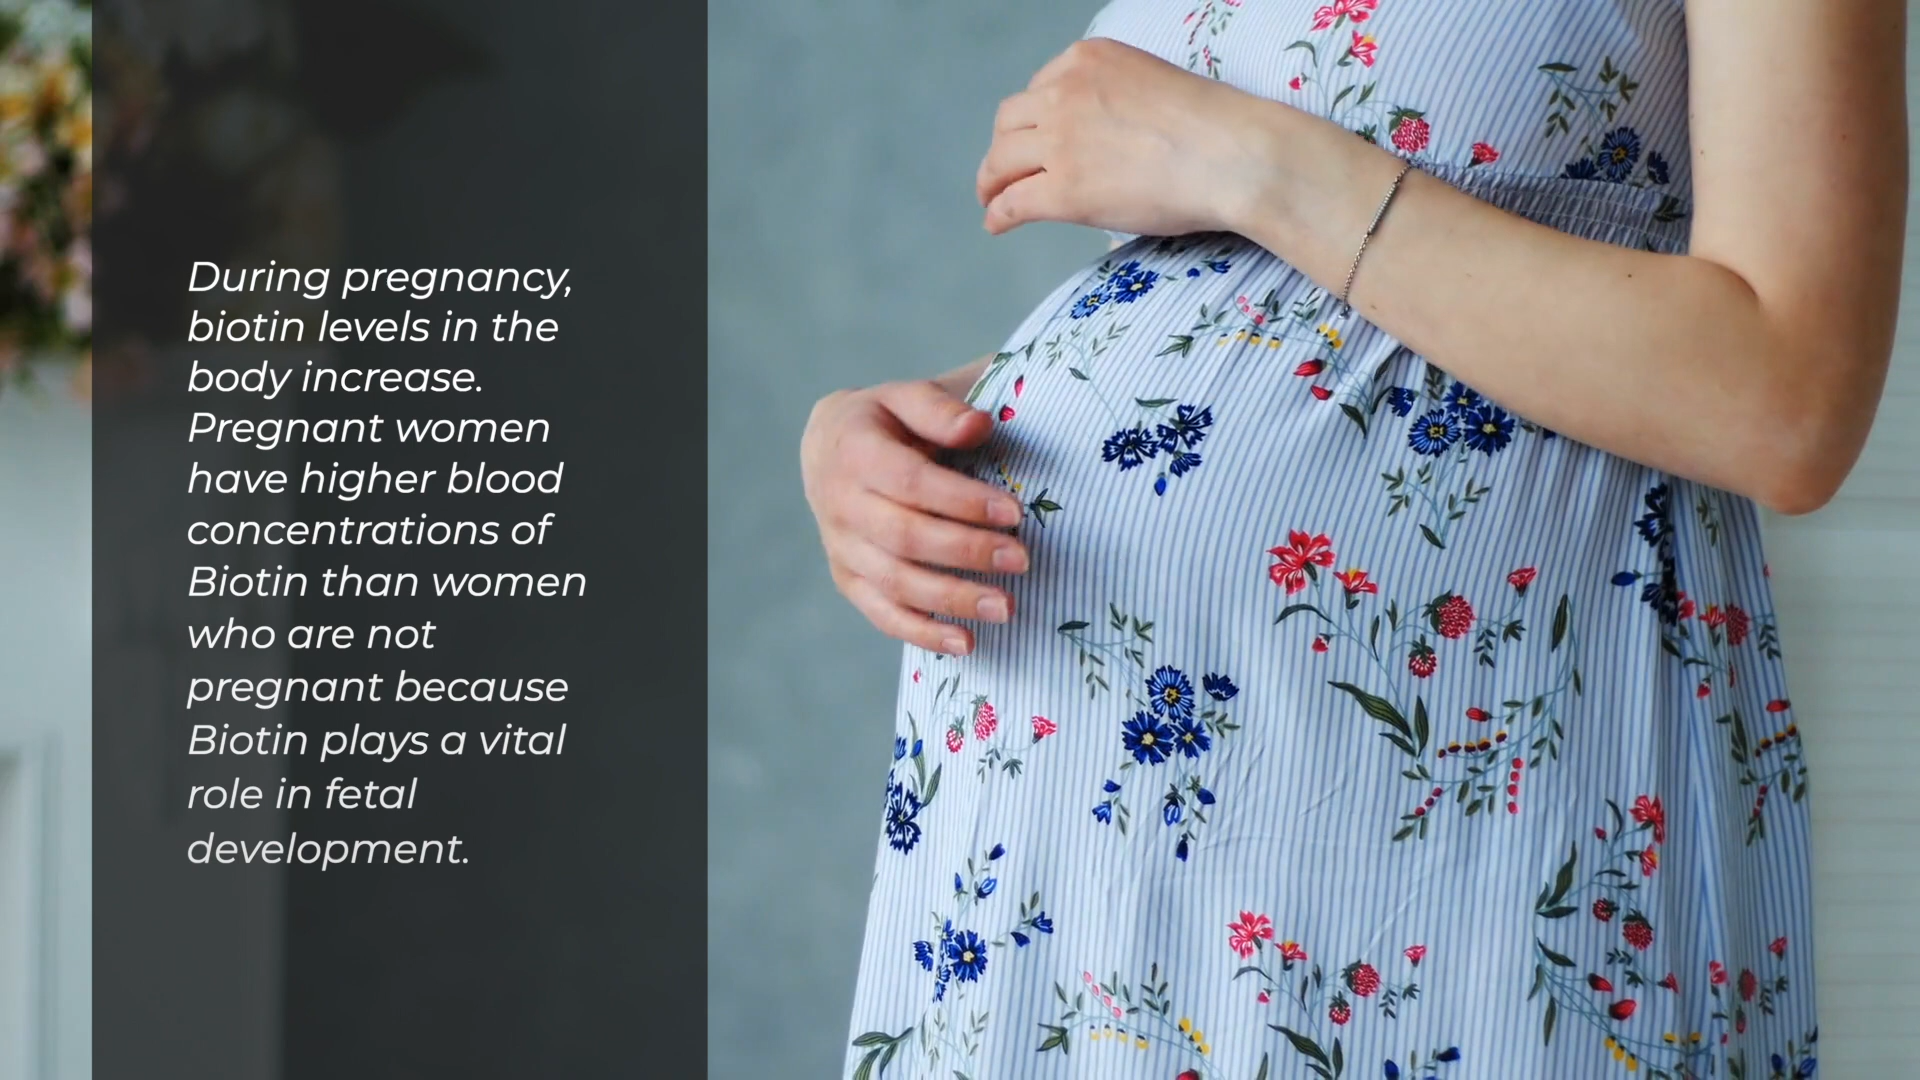 During pregnancy,
biotin levels in the
body increase.
Pregnant women
have higher blood
concentrations of
Biotin than women
who are not
pregnant because
Biotin plays a vital
role in fetal
development.